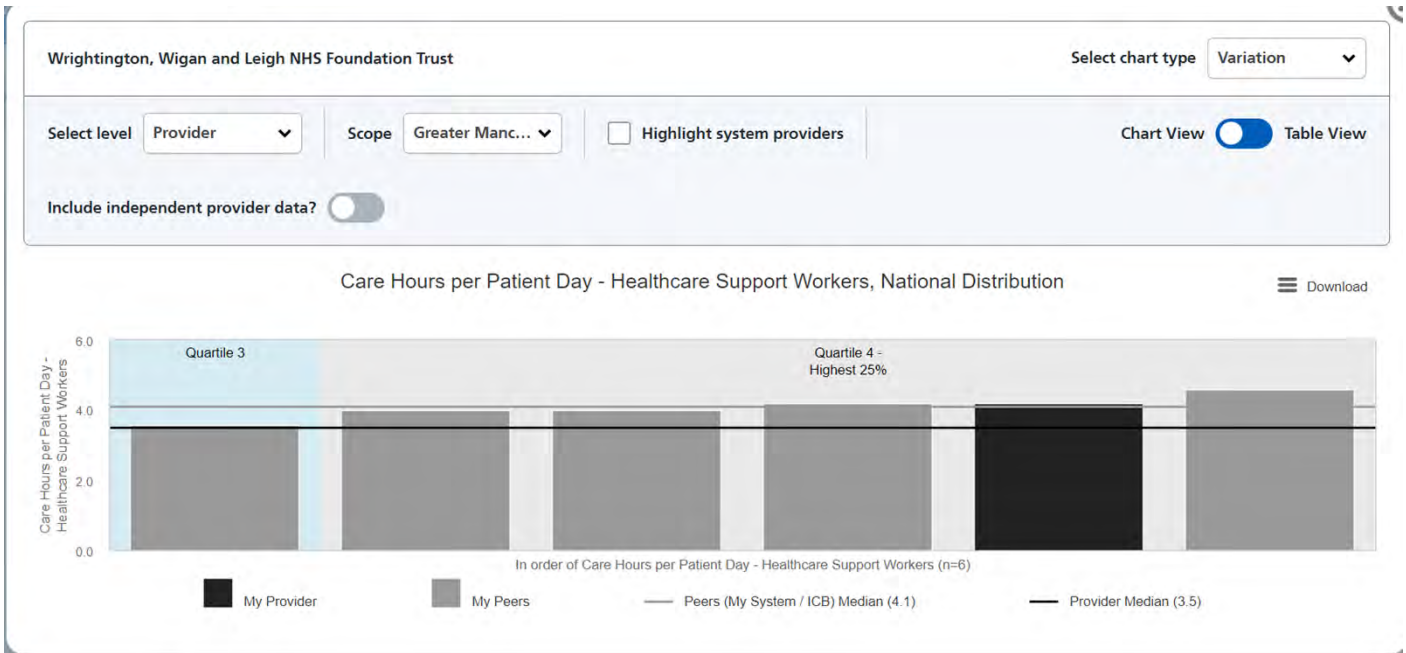 Wrightington, Wigan and Leigh NHS Foundation Trust
Select chart type Variation
Select level Provider Scope Greater Manc... Highlight system providers Chart View Table View
Include independent provider data?
Care Hours per Patient Day - Healthcare Support Workers, National Distribution
Download
Care Hours per Patient Day -
Healthcare Support Workers
6.0
4.0
2.0
0.0
Quartile 3
Quartile 4 -
Highest 25%
In order of Care Hours per Patient Day - Healthcare Support Workers (n=6)
My Provider My Peers Peers (My System / ICB) Median (4.1) Provider Median (3.5)